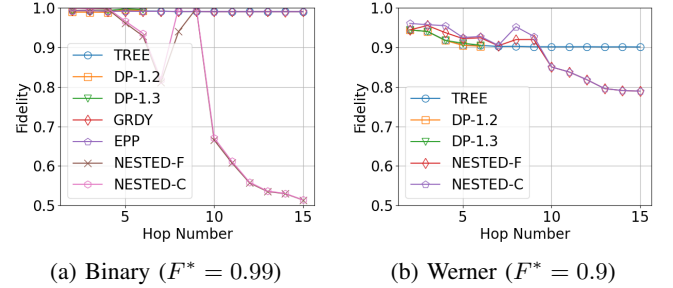 1.0
0.9
0.8
0.7
0.6
0.5
Fidelity
5
10
15
Hop Number
TREE
DP-1.2
DP-1.3
GRDY
EPP
NESTED-F
NESTED-C
(a) Binary (F* = 0.99)
1.0
0.9
0.8
0.7
0.6
0.5
Fidelity
5
10
15
Hop Number
TREE
DP-1.2
DP-1.3
NESTED-F
NESTED-C
(b) Werner (F* = 0.9)